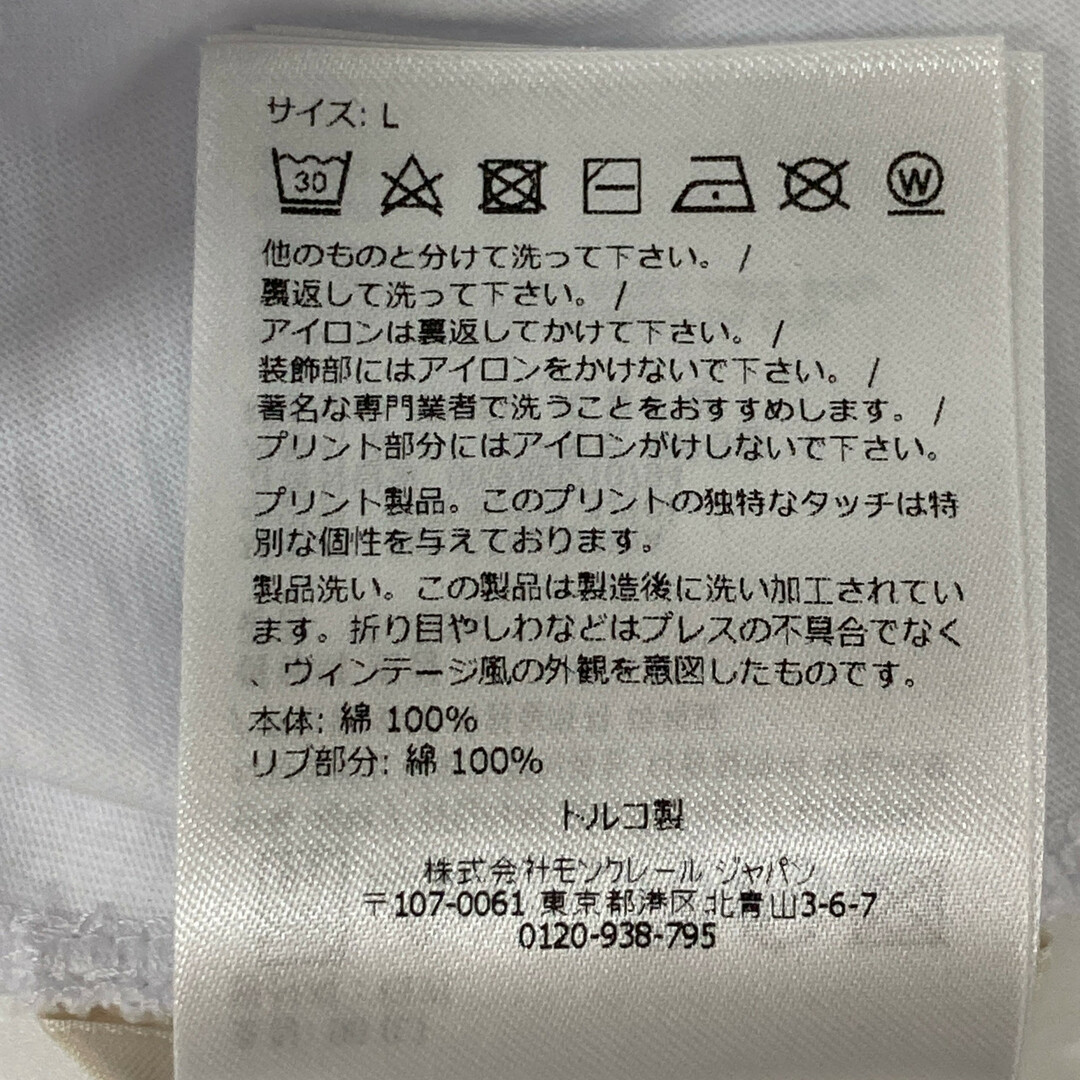 サイズ: L
30
W
他のものと分けて洗って下さい。 /
裏返して洗って下さい。 /
アイロンは裏返してかけて下さい。 /
装飾部にはアイロンをかけないで下さい。 /
著名な専門業者で洗うことをおすすめします。 /
プリント部分にはアイロンがけしないで下さい。
プリント製品。このプリントの独特なタッチは特
別な個性を与えております。
製品洗い。この製品は製造後に洗い加工されてい
ます。折り目やしわなどはプレスの不具合でなく
、ヴィンテージ風の外観を意図したものです。
本体: 綿 100%
リブ部分: 綿 100%
トルコ製
株式会社モンクレール ジャパン
〒107-0061 東京都港区北青山3-6-7
0120-938-795